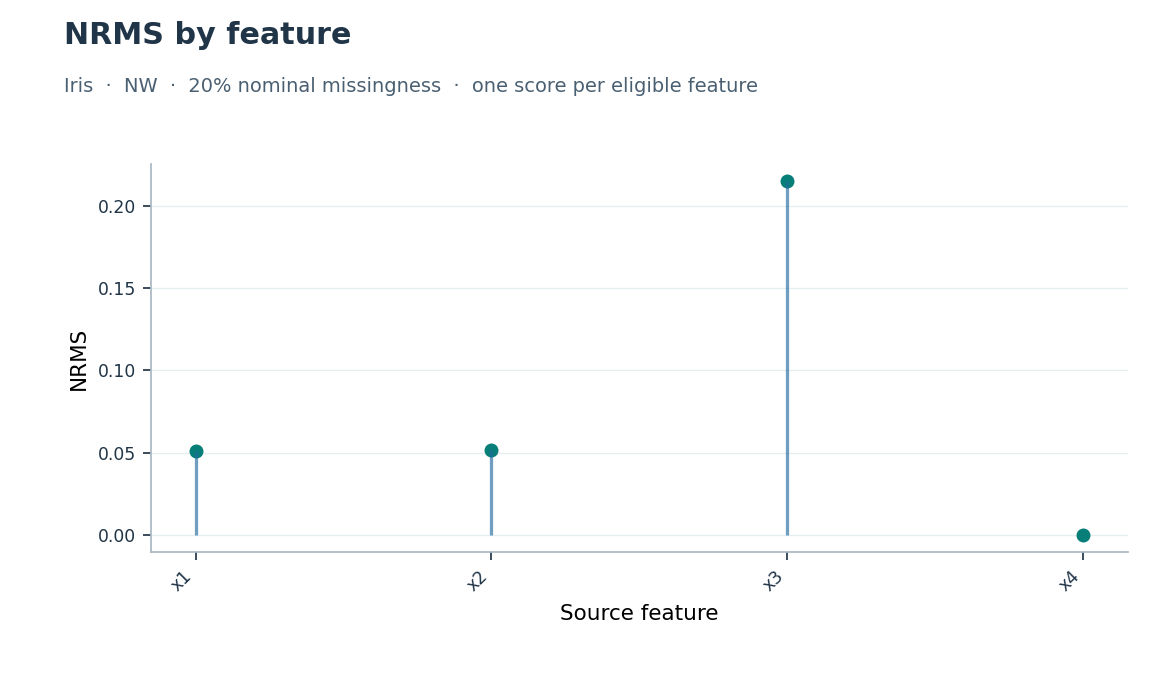 NRMS by feature
Iris · NW · 20% nominal missingness · one score per eligible feature
0.20
0.15
0.10
0.05
0.00
NRMS
x1 x2 x3 x4
Source feature